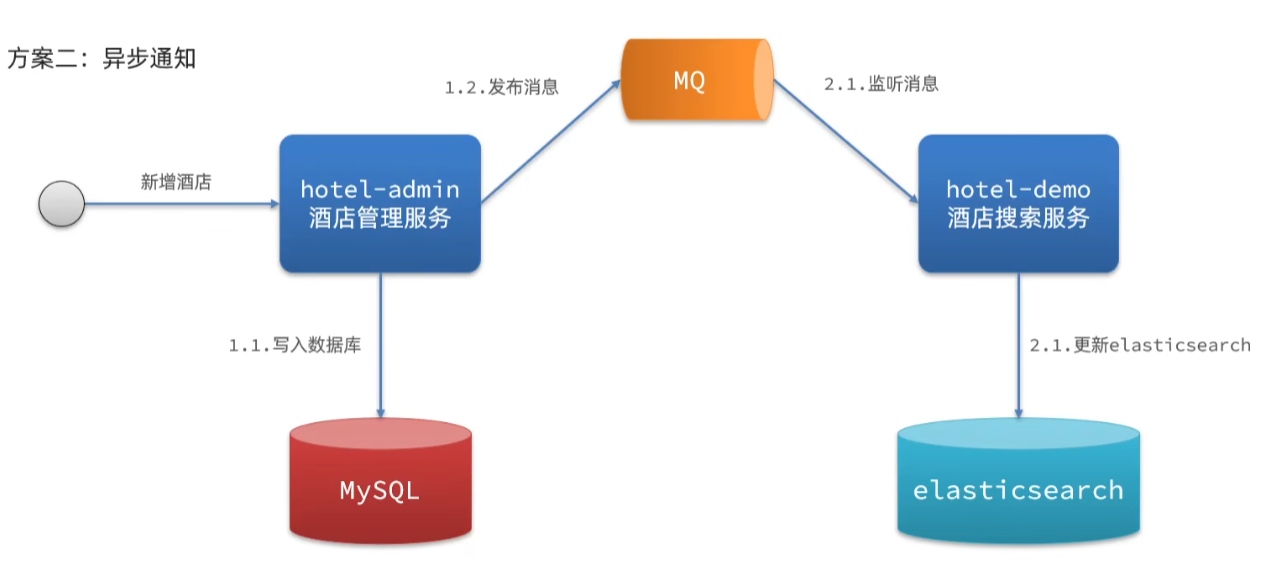 方案二：异步通知
MQ
1.2.发布消息
2.1.监听消息
新增酒店
hotel-admin
酒店管理服务
hotel-demo
酒店搜索服务
1.1.写入数据库
2.1.更新elasticsearch
MySQL
elasticsearch